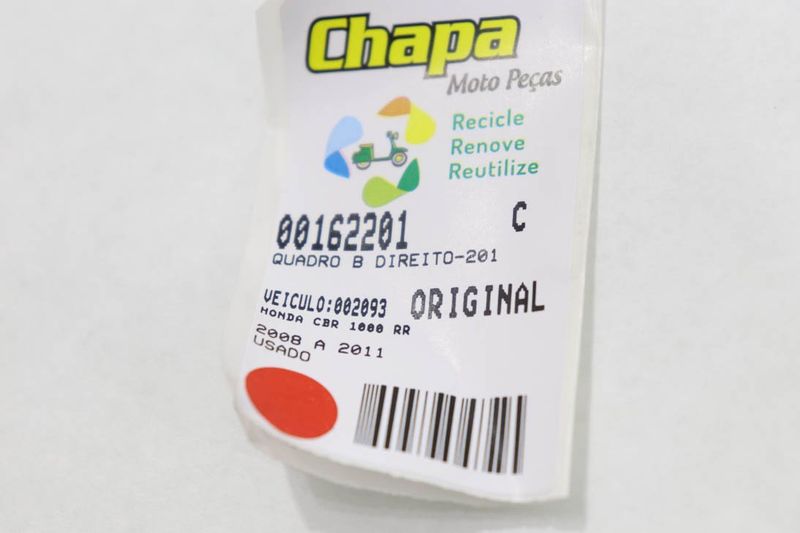 Chapa
Moto Peças
Recicle
Renove
Reutilize
00162201
C
QUADRO B DIREITO-201
VEICULO:002093
ORIGINAL
HONDA CBR 1000 RR
2008 A 2011
USADO